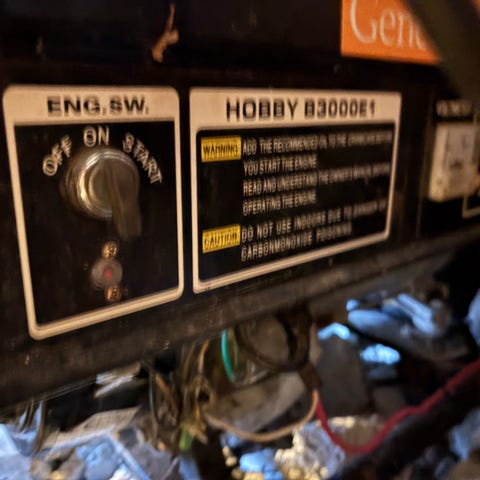 Gene
ENG.SW.
OFF ON START
HOBBY B3000E1
WARNING ADD THE RECOMMENDED OIL TO THE CRANKCASE BEFORE
YOU START THE ENGINE
READ AND UNDERSTAND THE OWNER'S MANUAL BEFORE
OPERATING THE ENGINE
CAUTION DO NOT USE INDOORS DUE TO DANGER OF
CARBONMONOXIDE POISONING